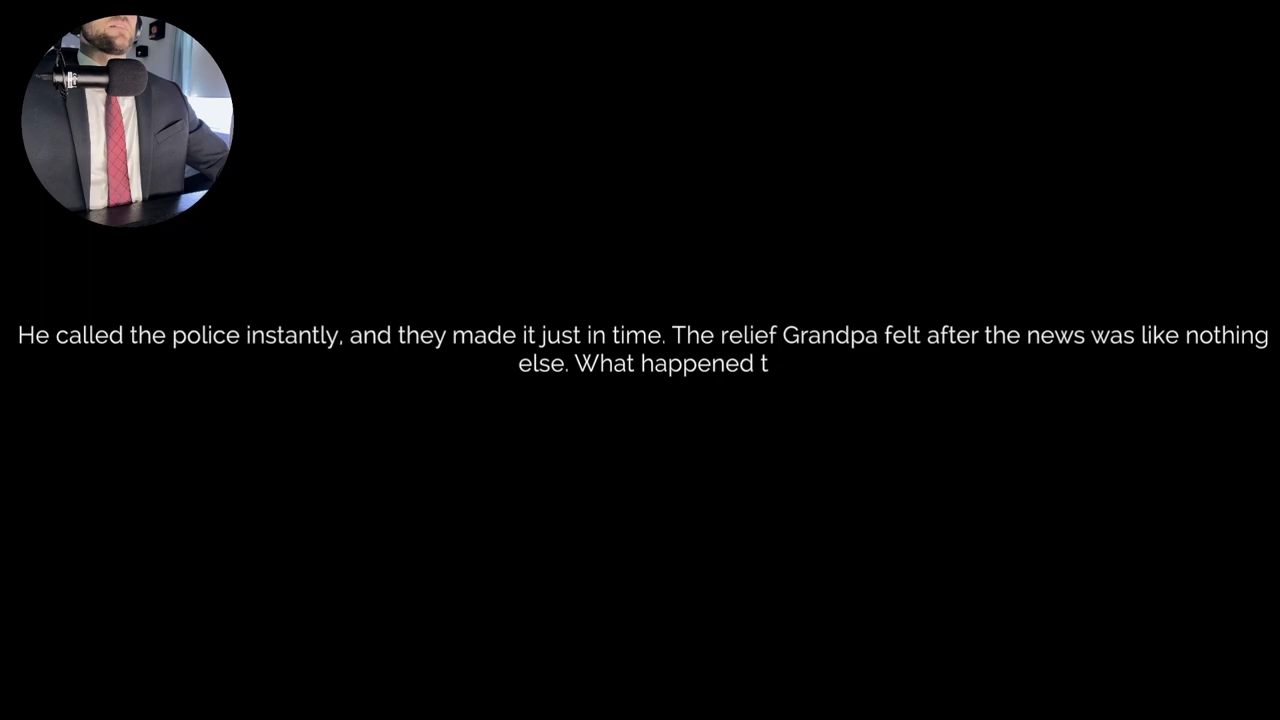 He called the police instantly, and they made it just in time. The relief Grandpa felt after the news was like nothing
else. What happened t